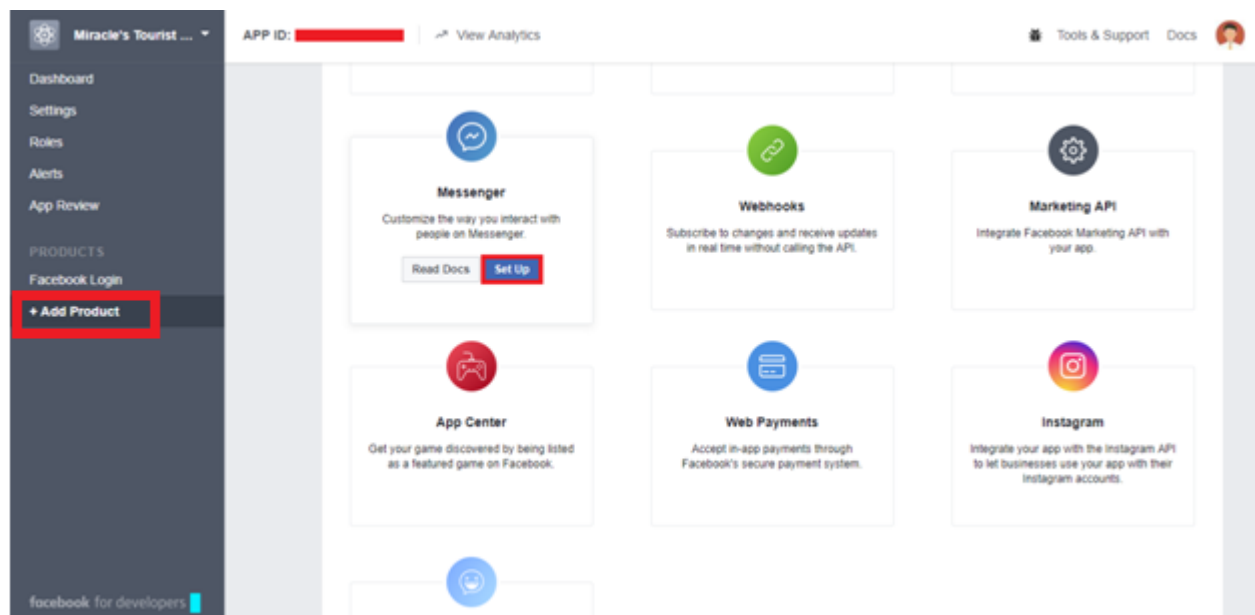 Miracle's Tourist ...
APP ID:
View Analytics
Tools & Support
Docs
Dashboard
Settings
Roles
Alerts
App Review
PRODUCTS
Facebook Login
+ Add Product
facebook for developers
Messenger
Customize the way you interact with
people on Messenger.
Read Docs
Set Up
Webhooks
Subscribe to changes and receive updates
in real time without calling the API.
Marketing API
Integrate Facebook Marketing API with
your app.
App Center
Get your game discovered by being listed
as a featured game on Facebook.
Web Payments
Accept in-app payments through
Facebook's secure payment system.
Instagram
Integrate your app with the Instagram API
to let businesses use your app with their
Instagram accounts.